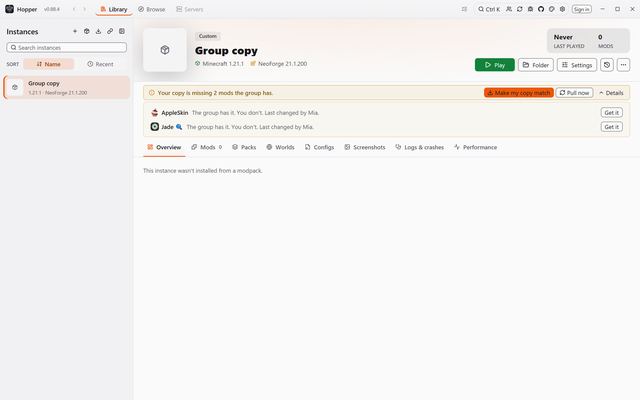 Hopper v0.88.4 Library Browse Servers Ctrl K Sign in
Instances
Search instances
SORT Name Recent
Group copy
1.21.1 · NeoForge 21.1.200
Custom
Group copy
Minecraft 1.21.1 NeoForge 21.1.200
Never 0
LAST PLAYED MODS
Play Folder Settings
Your copy is missing 2 mods the group has. Make my copy match Pull now Details
AppleSkin The group has it. You don't. Last changed by Mia. Get it
Jade The group has it. You don't. Last changed by Mia. Get it
Overview Mods 0 Packs Worlds Configs Screenshots Logs & crashes Performance
This instance wasn't installed from a modpack.